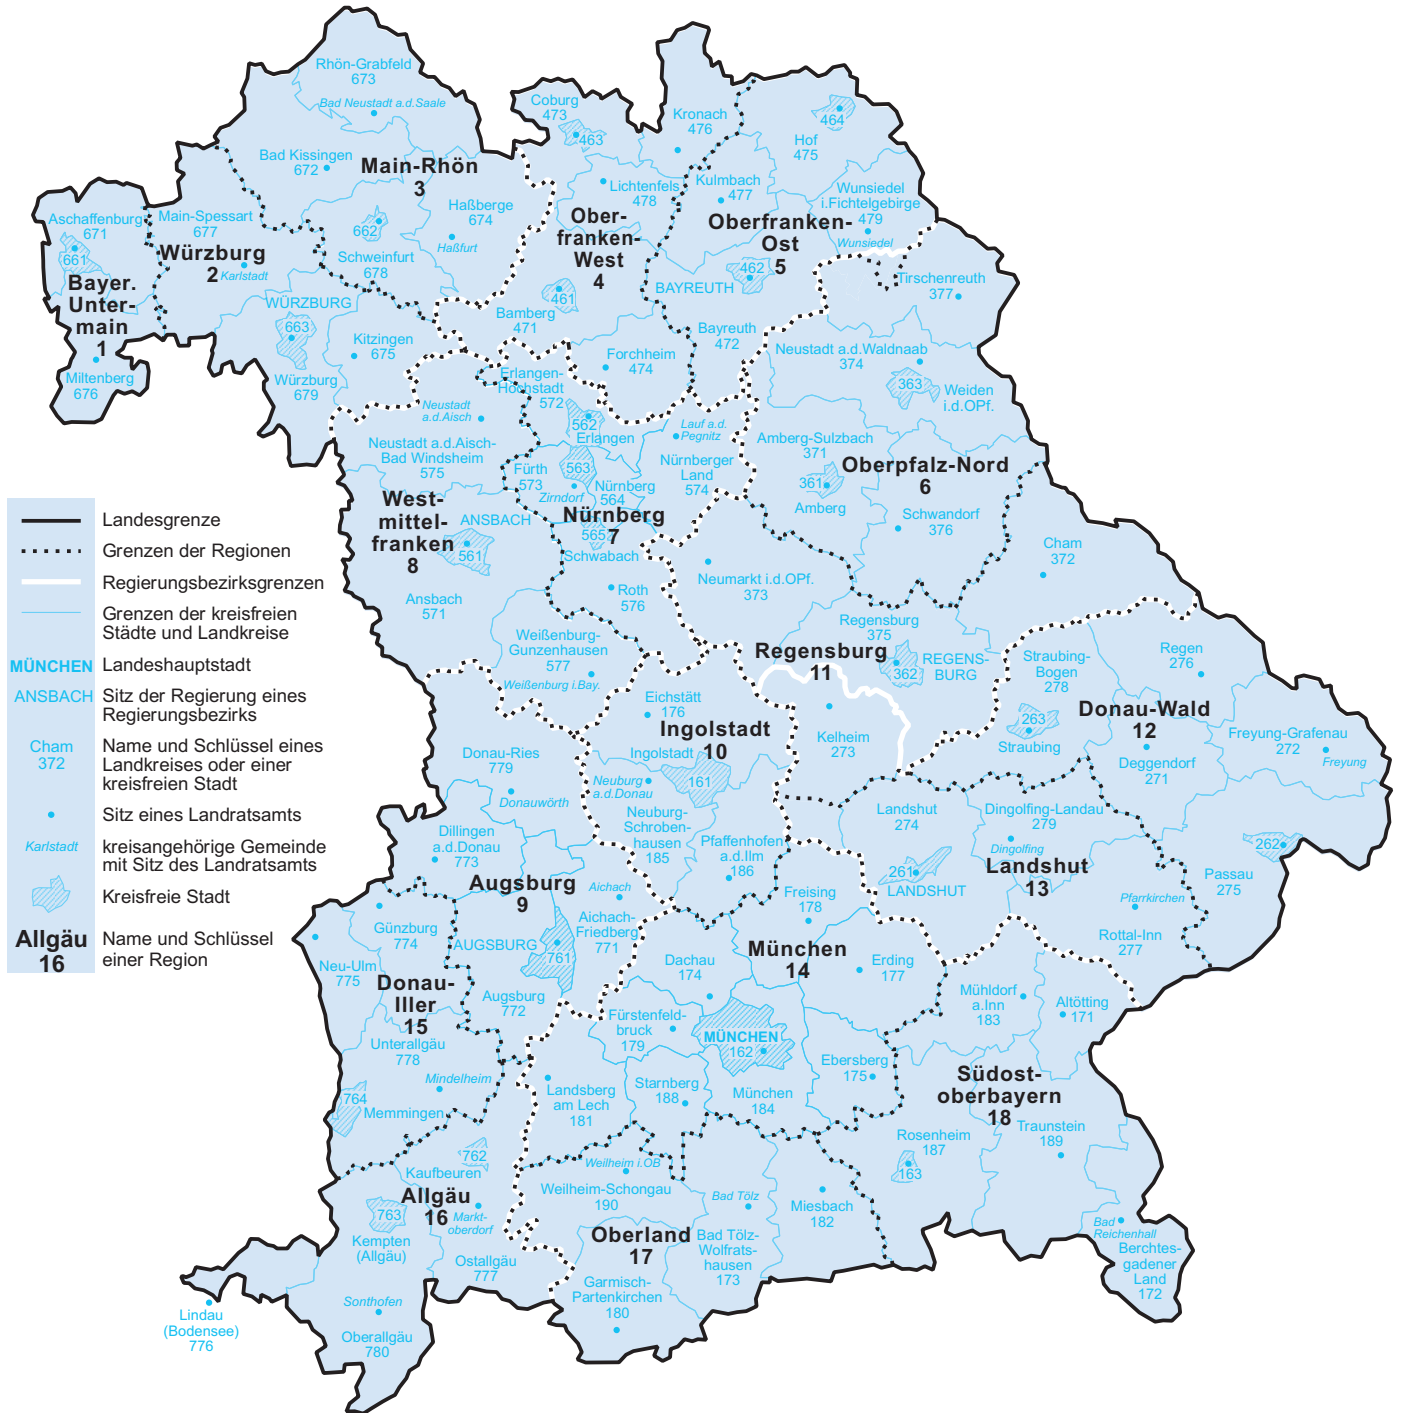 Rhön-Grabfeld
673
Bad Neustadt a.d.Saale
Bad Kissingen
672
Main-Rhön
3
Haßberge
674
Haßfurt
662
Schweinfurt
678
Coburg
473
463
Kronach
476
Lichtenfels
478
Ober-
franken-
West
4
461
Bamberg
471
Forchheim
474
464
Hof
475
Kulmbach
477
Wunsiedel
i.Fichtelgebirge
479
Wunsiedel
Oberfranken-
Ost
5
462
BAYREUTH
Bayreuth
472
Aschaffenburg
671
661
Bayer.
Unter-
main
1
Miltenberg
676
Main-Spessart
677
Würzburg
2
Karlstadt
WÜRZBURG
663
Würzburg
679
Kitzingen
675
Tirschenreuth
377
Neustadt a.d.Waldnaab
374
363
Weiden
i.d.OPf.
Amberg-Sulzbach
371
361
Amberg
Oberpfalz-Nord
6
Schwandorf
376
Erlangen-
Höchstadt
572
562
Erlangen
Lauf a.d.
Pegnitz
Nürnberger
Land
574
Fürth
573
563
Zirndorf
Nürnberg
564
Nürnberg
7
565
Schwabach
Roth
576
Neustadt
a.d.Aisch
Neustadt a.d.Aisch-
Bad Windsheim
575
West-
mittel-
franken
8
ANSBACH
561
Ansbach
571
Weißenburg-
Gunzenhausen
577
Weißenburg i.Bay.
Neumarkt i.d.OPf.
373
Cham
372
Regensburg
375
Regensburg
11
362
REGENS-
BURG
Kelheim
273
Straubing-
Bogen
278
263
Straubing
Regen
276
Donau-Wald
12
Deggendorf
271
Freyung-Grafenau
272
Freyung
262
Passau
275
Eichstätt
176
Ingolstadt
10
Ingolstadt
161
Neuburg
a.d.Donau
Neuburg-
Schroben-
hausen
185
Pfaffenhofen
a.d.Ilm
186
Landshut
274
261
LANDSHUT
Dingolfing-Landau
279
Dingolfing
Landshut
13
Pfarrkirchen
Rottal-Inn
277
Donau-Ries
779
Donauwörth
Dillingen
a.d.Donau
773
Augsburg
9
Aichach
Aichach-
Friedberg
771
AUGSBURG
761
Augsburg
772
Günzburg
774
Neu-Ulm
775
Donau-
Iller
15
Unterallgäu
778
Mindelheim
764
Memmingen
Freising
178
München
14
Dachau
174
Erding
177
Fürstenfeld-
bruck
179
MÜNCHEN
162
Ebersberg
175
Landsberg
am Lech
181
Starnberg
188
München
184
Mühldorf
a.Inn
183
Altötting
171
Südost-
oberbayern
18
Rosenheim
187
163
Traunstein
189
Bad
Reichenhall
Berchtes-
gadener
Land
172
762
Kaufbeuren
Allgäu
16
763
Kempten
(Allgäu)
Markt-
oberdorf
Ostallgäu
777
Sonthofen
Oberallgäu
780
Lindau
(Bodensee)
776
Weilheim i.OB
Weilheim-Schongau
190
Oberland
17
Garmisch-
Partenkirchen
180
Bad Tölz
Bad Tölz-
Wolfrats-
hausen
173
Miesbach
182
Landesgrenze
Grenzen der Regionen
Regierungsbezirksgrenzen
Grenzen der kreisfreien
Städte und Landkreise
MÜNCHEN Landeshauptstadt
ANSBACH Sitz der Regierung eines
Regierungsbezirks
Cham Name und Schlüssel eines
372 Landkreises oder einer
kreisfreien Stadt
Sitz eines Landratsamts
Karlstadt kreisangehörige Gemeinde
mit Sitz des Landratsamts
Kreisfreie Stadt
Allgäu Name und Schlüssel
16 einer Region